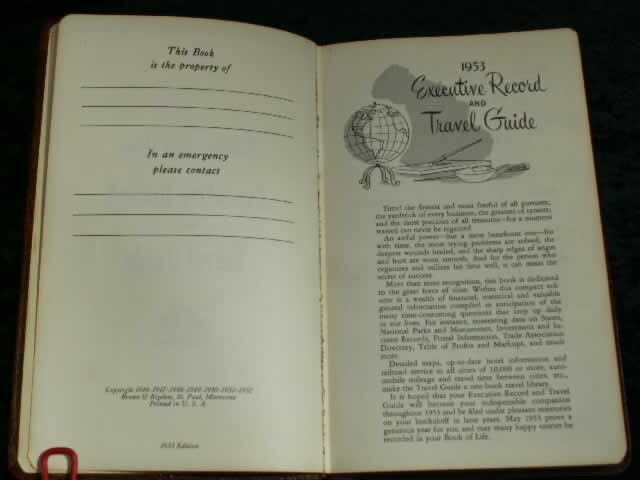 This Book
is the property of
In an emergency
please contact
Copyright 1946-1947-1948-1949-1950-1951-1952
Brown & Bigelow, St. Paul, Minnesota
Printed in U. S. A.
1953 Edition
1953
Executive Record
AND
Travel Guide
Time! the fastest and most fretful of all
the yardstick of every business, the greatest of tyrants;
and the most precious of all treasures—for a moment
wasted can never be regained.
An awful power—but a most beneficent one—for
with time, the most trying problems are solved, the
deepest wounds healed, and the sharp edges of anger
and hurt are worn smooth. And for the person who
organizes and utilizes his time well, it can mean the
secret of success.
More than mere recognition, this book is dedicated
to the great force of time. Within this compact vol-
ume is a wealth of financial, statistical and valuable
general information compiled in anticipation of the
many time-consuming questions that crop up daily
in our lives. For instance, interesting data on States,
National Parks and Monuments, Investment and In-
come Records, Postal Information, Trade Association
Directory, Table of Profits and Markups, and much
more.
Detailed maps, up-to-date hotel information and
railroad service in all cities of 10,000 or more, auto-
mobile mileage and travel time between cities, etc.,
make the Travel Guide a one-book travel library.
It is hoped that your Executive Record and Travel
Guide will become your indispensable companion
throughout 1953 and be filed under pleasant memories
on your bookshelf in later years. May 1953 prove a
generous year for you and may many happy entries be
recorded in your Book of Life.